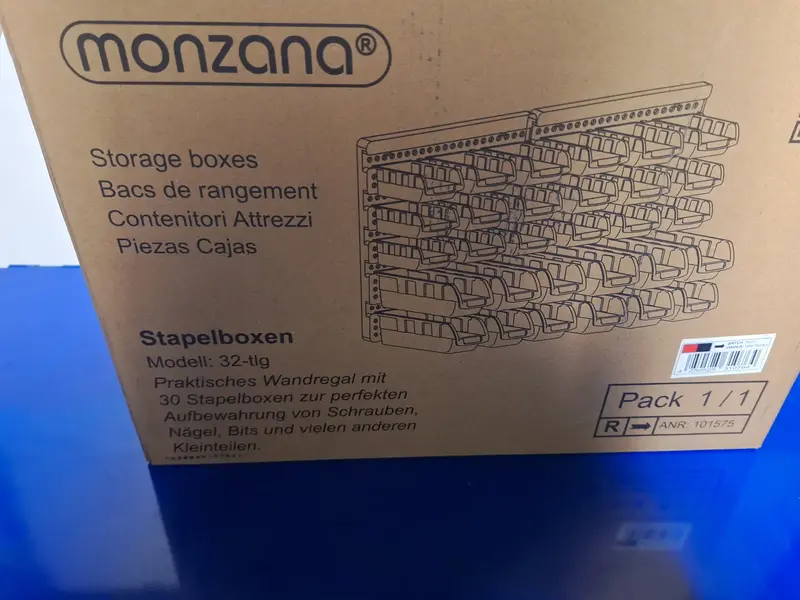 monzana®
Storage boxes
Bacs de rangement
Contenitori Attrezzi
Piezas Cajas
Stapelboxen
Modell: 32-tlg
Praktisches Wandregal mit
30 Stapelboxen zur perfekten
Aufbewahrung von Schrauben,
Nägel, Bits und vielen anderen
Kleinteilen.
Pack 1/1
R ANR: 101575